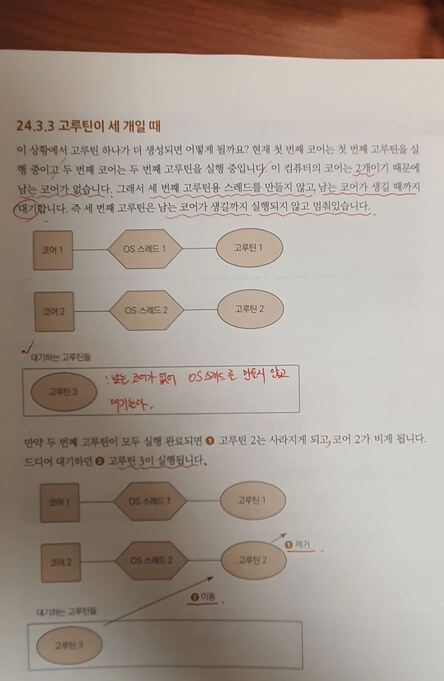 24.3.3 고루틴이 세 개일 때
이 상황에서 고루틴 하나가 더 생성되면 어떻게 될까요? 현재 첫 번째 코어는 첫 번째 고루틴을 실
행 중이고 두 번째 코어는 두 번째 고루틴을 실행 중입니다. 이 컴퓨터의 코어는 2개이기 때문에
남는 코어가 없습니다. 그래서 세 번째 고루틴용 스레드를 만들지 않고, 남는 코어가 생길 때까지
대기합니다. 즉 세 번째 고루틴은 남는 코어가 생길까지 실행되지 않고 멈춰있습니다.
코어 1 OS 스레드 1 고루틴 1
코어 2 OS 스레드 2 고루틴 2
대기하는 고루틴들
: 남는 코어가 없어 OS 스레드를 만들지 않고
고루틴 3
대기한다.
만약 두 번째 고루틴이 모두 실행 완료되면 ❶ 고루틴 2는 사라지게 되고, 코어 2가 비게 됩니다.
드디어 대기하던 ❷ 고루틴 3이 실행됩니다.
코어 1 OS 스레드 1 고루틴 1
❶ 제거
코어 2 OS 스레드 2 고루틴 2
❷ 이동
대기하는 고루틴들
고루틴 3